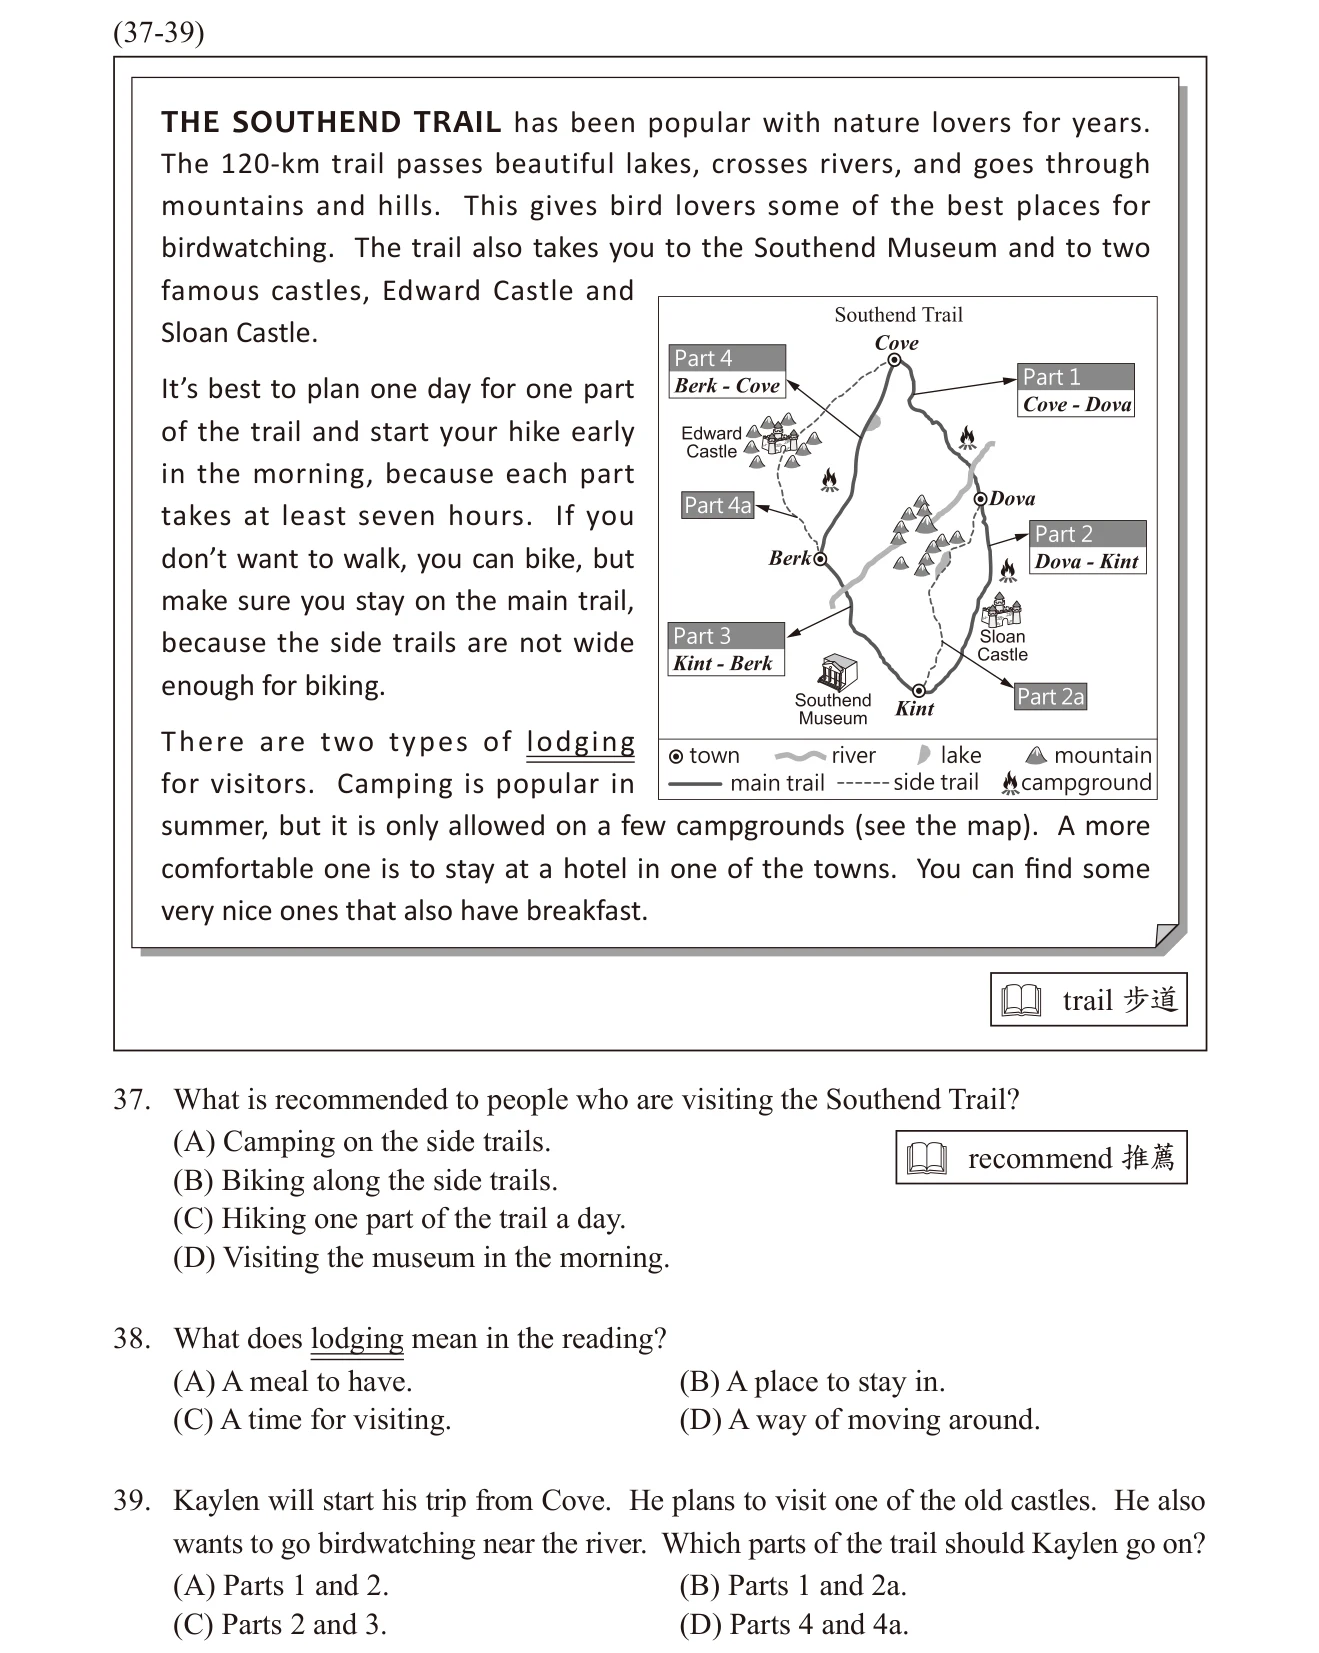 (37-39)
THE SOUTHEND TRAIL has been popular with nature lovers for years.
The 120-km trail passes beautiful lakes, crosses rivers, and goes through
mountains and hills. This gives bird lovers some of the best places for
birdwatching. The trail also takes you to the Southend Museum and to two
famous castles, Edward Castle and
Sloan Castle.
It's best to plan one day for one part
of the trail and start your hike early
in the morning, because each part
takes at least seven hours. If you
don't want to walk, you can bike, but
make sure you stay on the main trail,
because the side trails are not wide
enough for biking.
There are two types of lodging
for visitors. Camping is popular in
summer, but it is only allowed on a few campgrounds (see the map). A more
comfortable one is to stay at a hotel in one of the towns. You can find some
very nice ones that also have breakfast.
Southend Trail
Cove
Part 4
Berk - Cove
Part 1
Cove - Dova
Edward
Castle
Part 4a
Dova
Part 2
Dova - Kint
Berk
Part 3
Kint - Berk
Sloan
Castle
Southend
Museum
Kint
Part 2a
town river lake mountain
main trail side trail campground
trail 步道
37. What is recommended to people who are visiting the Southend Trail?
(A) Camping on the side trails.
(B) Biking along the side trails.
(C) Hiking one part of the trail a day.
(D) Visiting the museum in the morning.
recommend 推薦
38. What does lodging mean in the reading?
(A) A meal to have. (B) A place to stay in.
(C) A time for visiting. (D) A way of moving around.
39. Kaylen will start his trip from Cove. He plans to visit one of the old castles. He also
wants to go birdwatching near the river. Which parts of the trail should Kaylen go on?
(A) Parts 1 and 2. (B) Parts 1 and 2a.
(C) Parts 2 and 3. (D) Parts 4 and 4a.